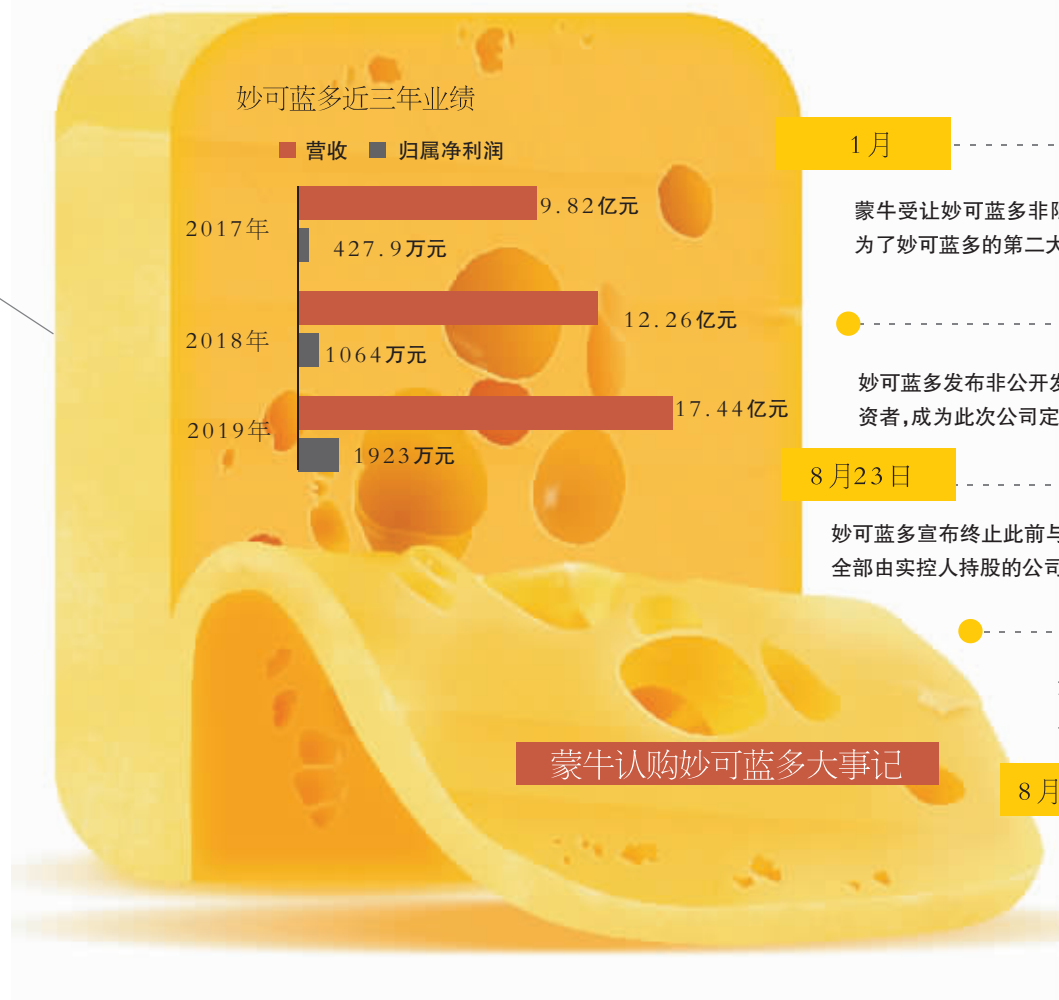 妙可蓝多近三年业绩
营收 归属净利润
2017年
9.82亿元
427.9万元
2018年
12.26亿元
1064万元
2019年
17.44亿元
1923万元
1月
蒙牛受让妙可蓝多非
为了妙可蓝多的第二大
妙可蓝多发布非公开发
资者,成为此次公司定
8月23日
妙可蓝多宣布终止此前与
全部由实控人持股的公司
蒙牛认购妙可蓝多大事记
8月